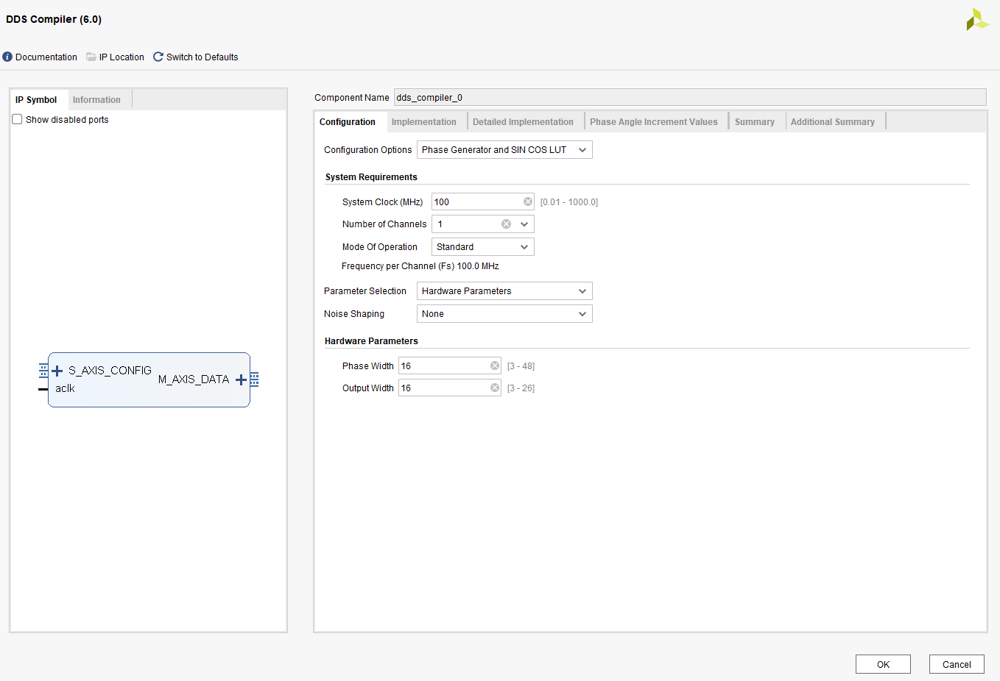 DDS Compiler (6.0)
Documentation IP Location Switch to Defaults
IP Symbol Information
Show disabled ports
S_AXIS_CONFIG
M_AXIS_DATA
aclk
Component Name dds_compiler_0
Configuration Implementation Detailed Implementation Phase Angle Increment Values Summary Additional Summary
Configuration Options Phase Generator and SIN COS LUT
System Requirements
System Clock (MHz) 100 [0.01 - 1000.0]
Number of Channels 1
Mode Of Operation Standard
Frequency per Channel (Fs) 100.0 MHz
Parameter Selection Hardware Parameters
Noise Shaping None
Hardware Parameters
Phase Width 16 [3 - 48]
Output Width 16 [3 - 26]
OK Cancel